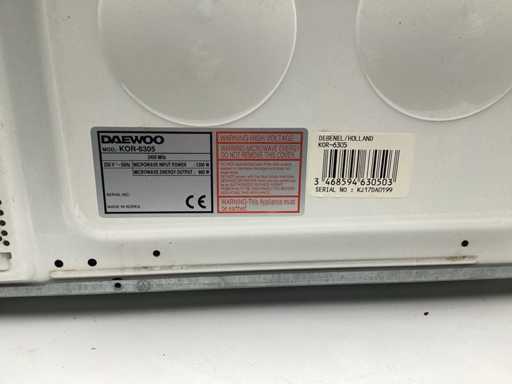 DAEWOO
MOD. KOR-6305
2450 MHz
230 V ~ 50Hz MICROWAVE INPUT POWER : 1200 W
MICROWAVE ENERGY OUTPUT : W
SERIAL NO :
MADE IN KOREA
CE
WARNING-HIGH VOLTAGE
WARNING-MICROWAVE ENERGY
DO NOT REMOVE THIS COVER
WARNING-This Appliance must
be earthed
DEBENEL/HOLLAND
KOR-6305
3 468594 630503
SERIAL NO : KJ17DA0199